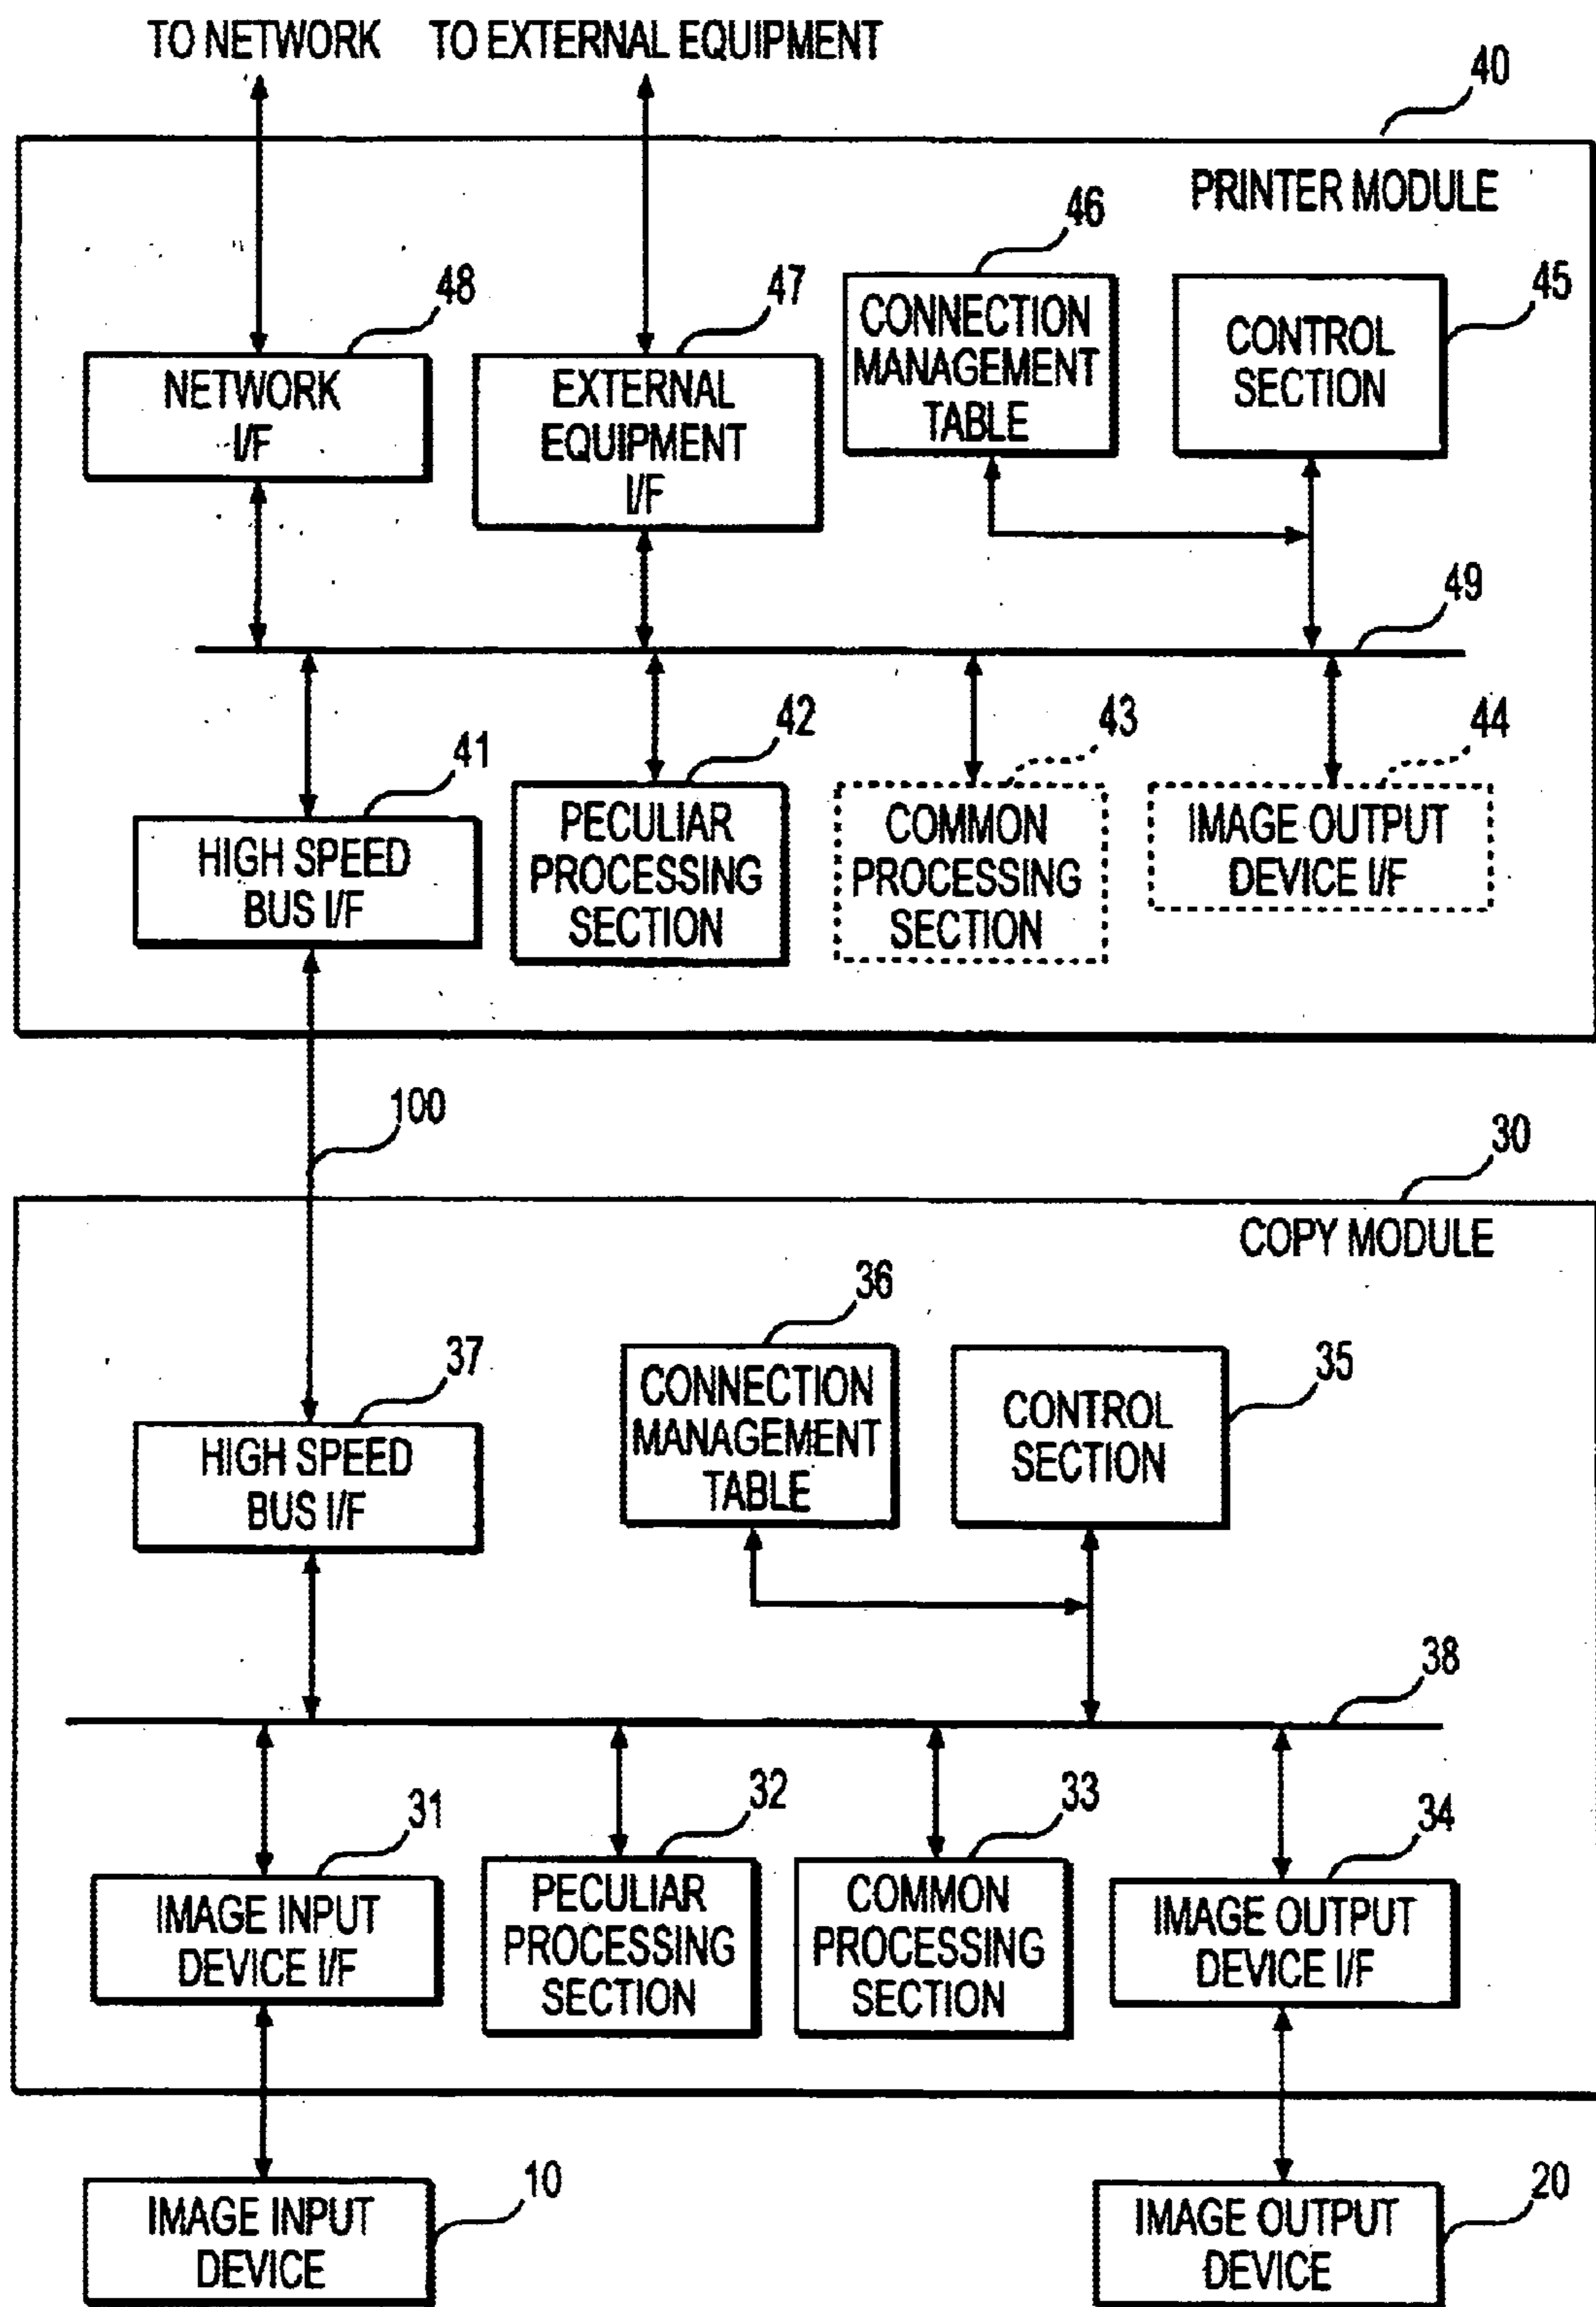 TO NETWORK
TO EXTERNAL EQUIPMENT
40
PRINTER MODULE
48
NETWORK
I/F
47
EXTERNAL
EQUIPMENT
I/F
46
CONNECTION
MANAGEMENT
TABLE
45
CONTROL
SECTION
49
41
HIGH SPEED
BUS I/F
42
PECULIAR
PROCESSING
SECTION
43
COMMON
PROCESSING
SECTION
44
IMAGE OUTPUT
DEVICE I/F
100
30
COPY MODULE
37
HIGH SPEED
BUS I/F
36
CONNECTION
MANAGEMENT
TABLE
35
CONTROL
SECTION
38
31
IMAGE INPUT
DEVICE I/F
32
PECULIAR
PROCESSING
SECTION
33
COMMON
PROCESSING
SECTION
34
IMAGE OUTPUT
DEVICE I/F
10
IMAGE INPUT
DEVICE
20
IMAGE OUTPUT
DEVICE